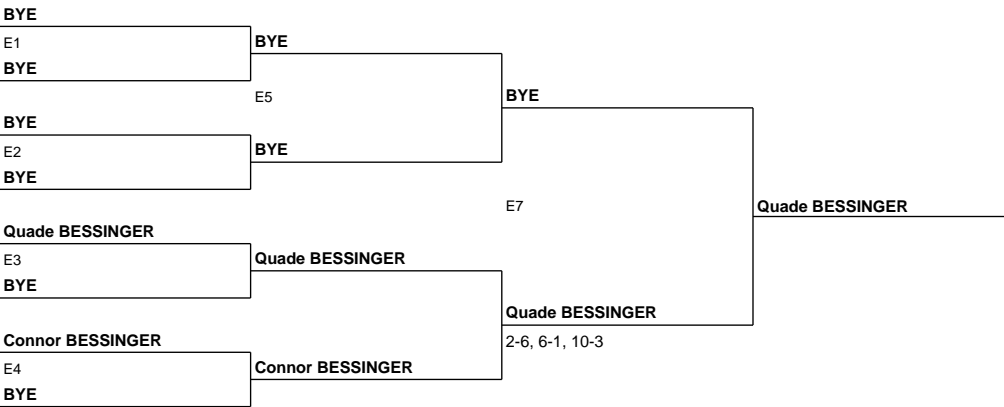 BYE
E1
BYE
BYE
E5
BYE
BYE
E2
BYE
BYE
E7
Quade BESSINGER
Quade BESSINGER
E3
Quade BESSINGER
BYE
Quade BESSINGER
2-6, 6-1, 10-3
Connor BESSINGER
E4
Connor BESSINGER
BYE